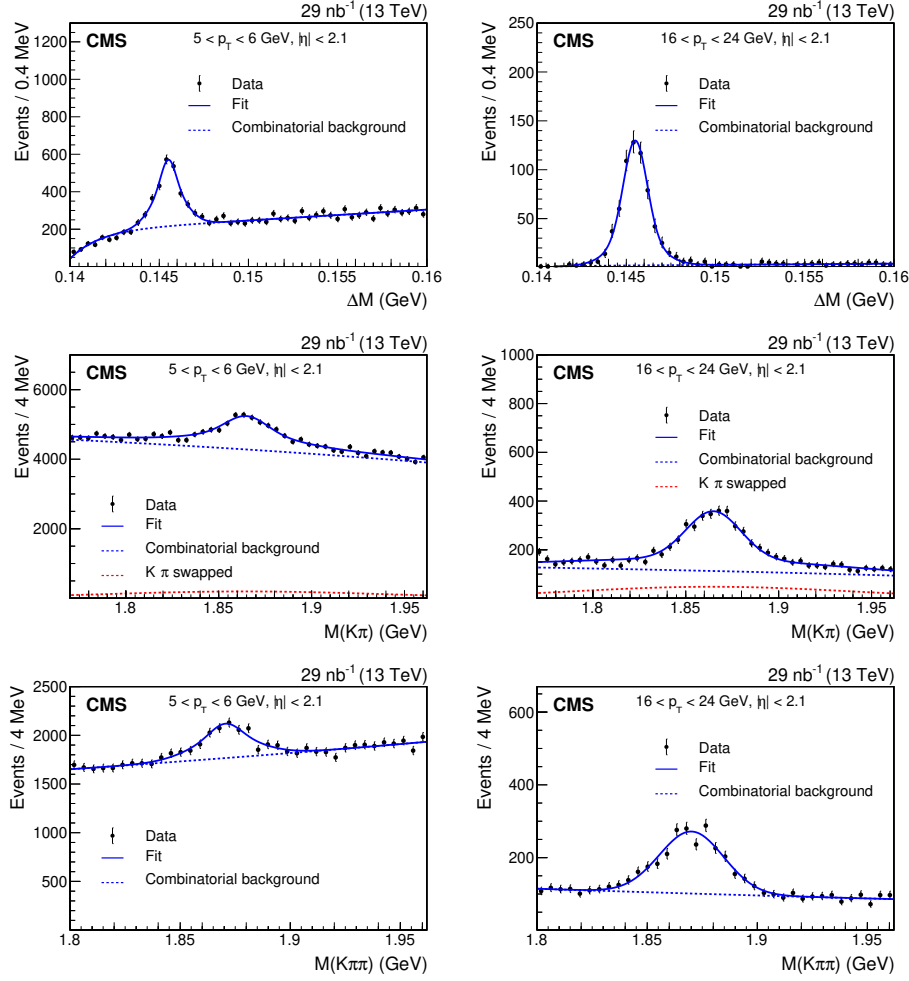 29 nb⁻¹ (13 TeV)
CMS
5 < p_T < 6 GeV, |η| < 2.1
Data
Fit
Combinatorial background
Events / 0.4 MeV
1200
1000
800
600
400
200
0.14
0.145
0.15
0.155
0.16
ΔM (GeV)
29 nb⁻¹ (13 TeV)
CMS
16 < p_T < 24 GeV, |η| < 2.1
Data
Fit
Combinatorial background
Events / 0.4 MeV
250
200
150
100
50
0.14
0.145
0.15
0.155
0.16
ΔM (GeV)
29 nb⁻¹ (13 TeV)
CMS
5 < p_T < 6 GeV, |η| < 2.1
Data
Fit
Combinatorial background
K π swapped
Events / 4 MeV
6000
4000
2000
1.8
1.85
1.9
1.95
M(Kπ) (GeV)
29 nb⁻¹ (13 TeV)
CMS
16 < p_T < 24 GeV, |η| < 2.1
Data
Fit
Combinatorial background
K π swapped
Events / 4 MeV
1000
800
600
400
200
1.8
1.85
1.9
1.95
M(Kπ) (GeV)
29 nb⁻¹ (13 TeV)
CMS
5 < p_T < 6 GeV, |η| < 2.1
Data
Fit
Combinatorial background
Events / 4 MeV
2500
2000
1500
1000
500
1.8
1.85
1.9
1.95
M(Kππ) (GeV)
29 nb⁻¹ (13 TeV)
CMS
16 < p_T < 24 GeV, |η| < 2.1
Data
Fit
Combinatorial background
Events / 4 MeV
600
400
200
1.8
1.85
1.9
1.95
M(Kππ) (GeV)